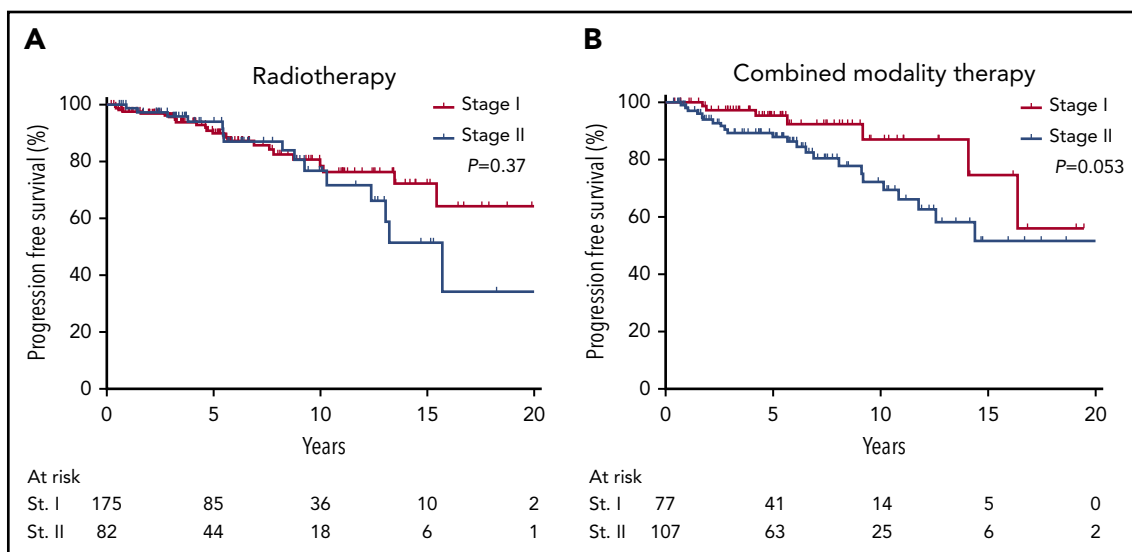 A
Radiotherapy
Progression free survival (%)
100
80
60
40
20
0
Stage I
Stage II
P=0.37
0 5 10 15 20
Years
At risk
St. I 175 85 36 10 2
St. II 82 44 18 6 1
B
Combined modality therapy
Progression free survival (%)
100
80
60
40
20
0
Stage I
Stage II
P=0.053
0 5 10 15 20
Years
At risk
St. I 77 41 14 5 0
St. II 107 63 25 6 2